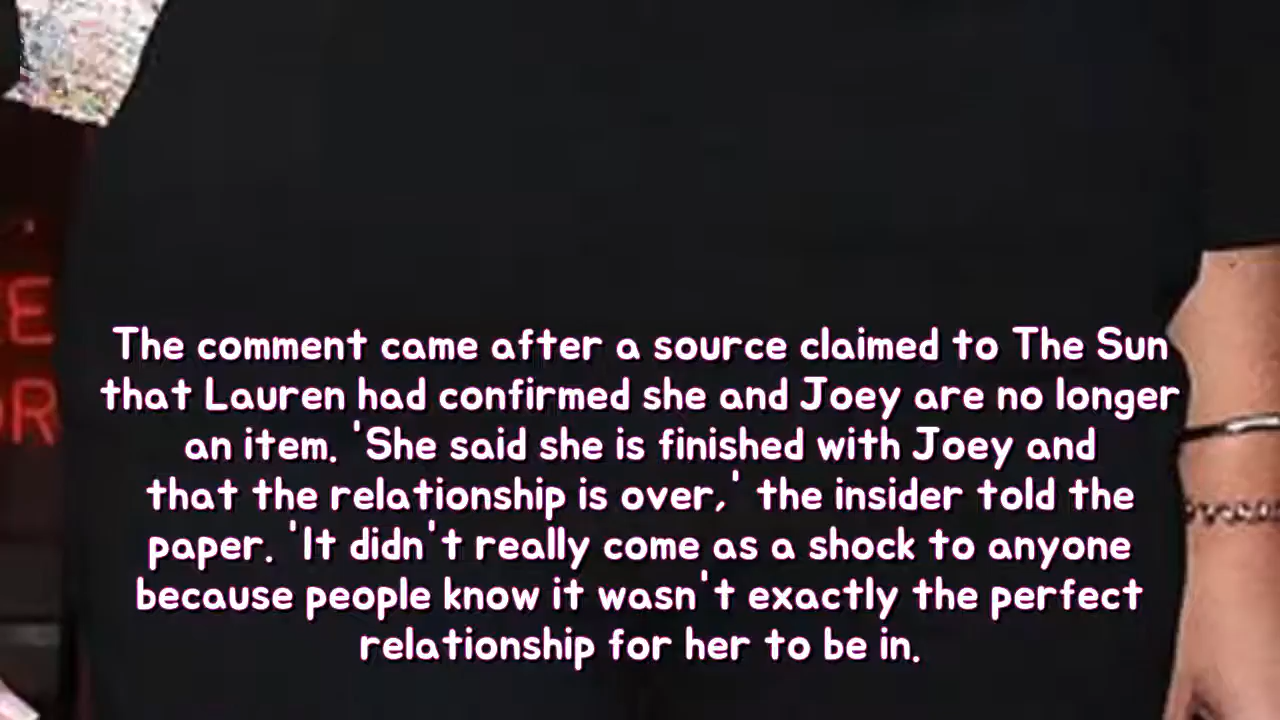 EE
OR
The comment came after a source claimed to The Sun
that Lauren had confirmed she and Joey are no longer
an item. 'She said she is finished with Joey and
that the relationship is over,' the insider told the
paper. 'It didn't really come as a shock to anyone
because people know it wasn't exactly the perfect
relationship for her to be in.